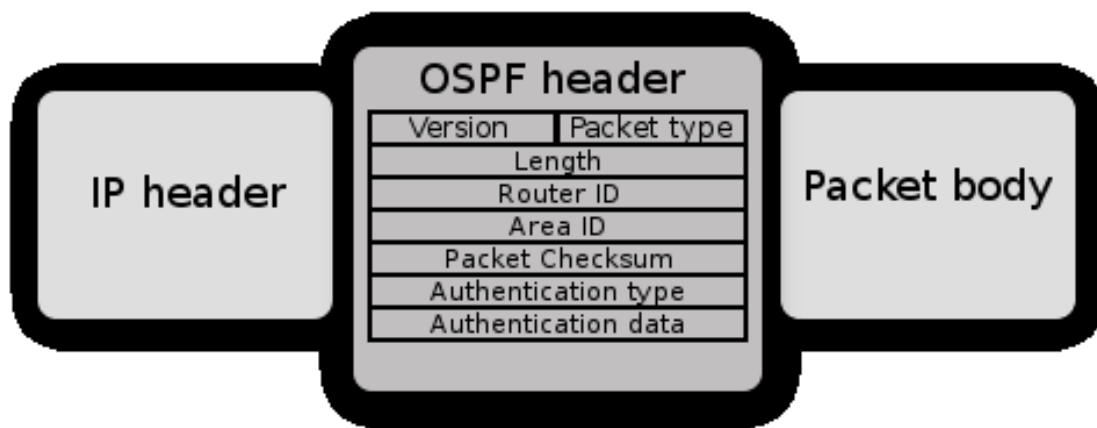 IP header
OSPF header
Version Packet type
Length
Router ID
Area ID
Packet Checksum
Authentication type
Authentication data
Packet body